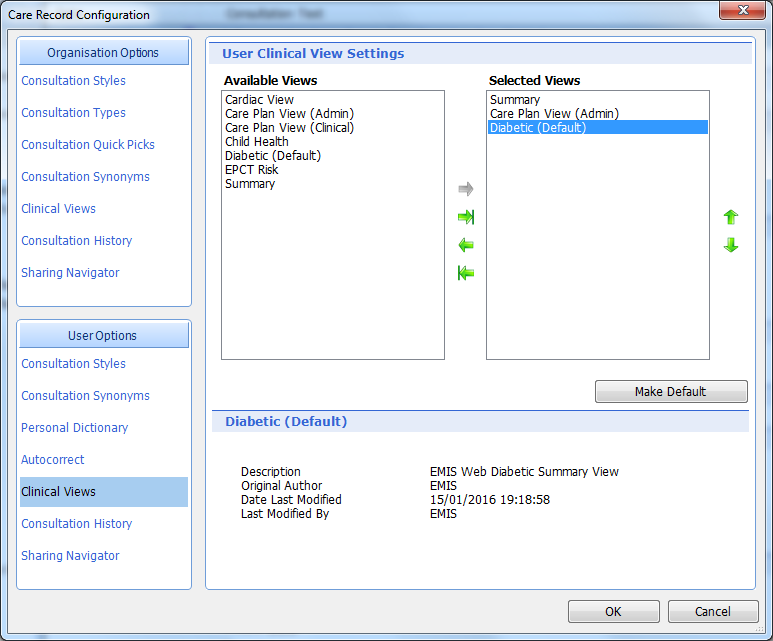 Care Record Configuration
Consultation Text
Organisation Options
Consultation Styles
Consultation Types
Consultation Quick Picks
Consultation Synonyms
Clinical Views
Consultation History
Sharing Navigator
User Options
Consultation Styles
Consultation Synonyms
Personal Dictionary
Autocorrect
Clinical Views
Consultation History
Sharing Navigator
User Clinical View Settings
Available Views
Cardiac View
Care Plan View (Admin)
Care Plan View (Clinical)
Child Health
Diabetic (Default)
EPCT Risk
Summary
Selected Views
Summary
Care Plan View (Admin)
Diabetic (Default)
Make Default
Diabetic (Default)
Description EMIS Web Diabetic Summary View
Original Author EMIS
Date Last Modified 15/01/2016 19:18:58
Last Modified By EMIS
OK Cancel